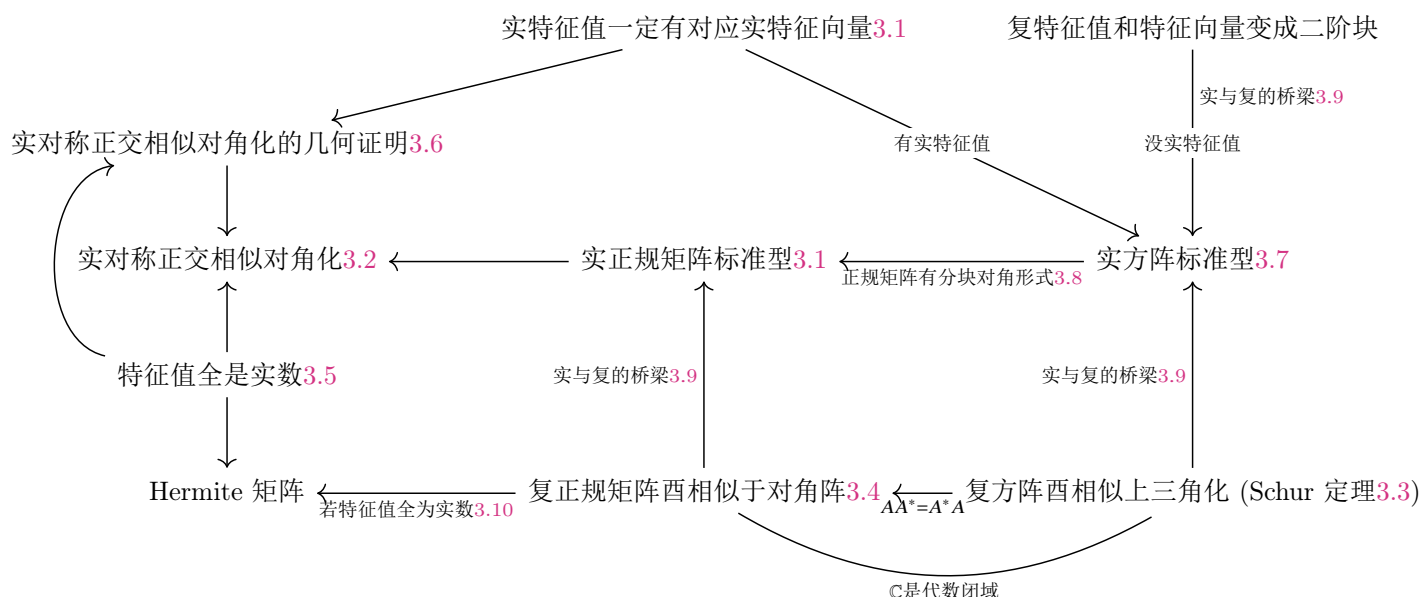 实特征值一定有对应实特征向量3.1
复特征值和特征向量变成二阶块
实与复的桥梁3.9
实对称正交相似对角化的几何证明3.6
有实特征值
没实特征值
实对称正交相似对角化3.2
实正规矩阵标准型3.1
正规矩阵有分块对角形式3.8
实方阵标准型3.7
特征值全是实数3.5
实与复的桥梁3.9
实与复的桥梁3.9
Hermite 矩阵
若特征值全为实数3.10
复正规矩阵酉相似于对角阵3.4
AA*=A*A
复方阵酉相似上三角化 (Schur 定理3.3)
ℂ是代数闭域